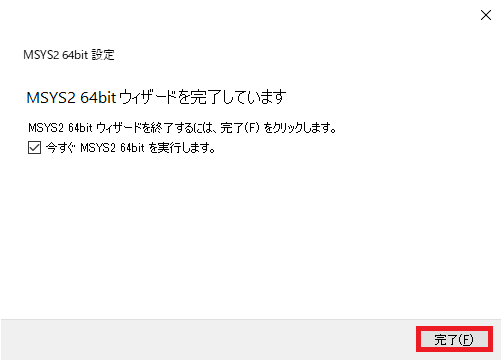 MSYS2 64bit 設定
MSYS2 64bit ウィザードを完了しています
MSYS2 64bit ウィザードを終了するには、完了(F) をクリックします。
今すぐ MSYS2 64bit を実行します。
完了(F)